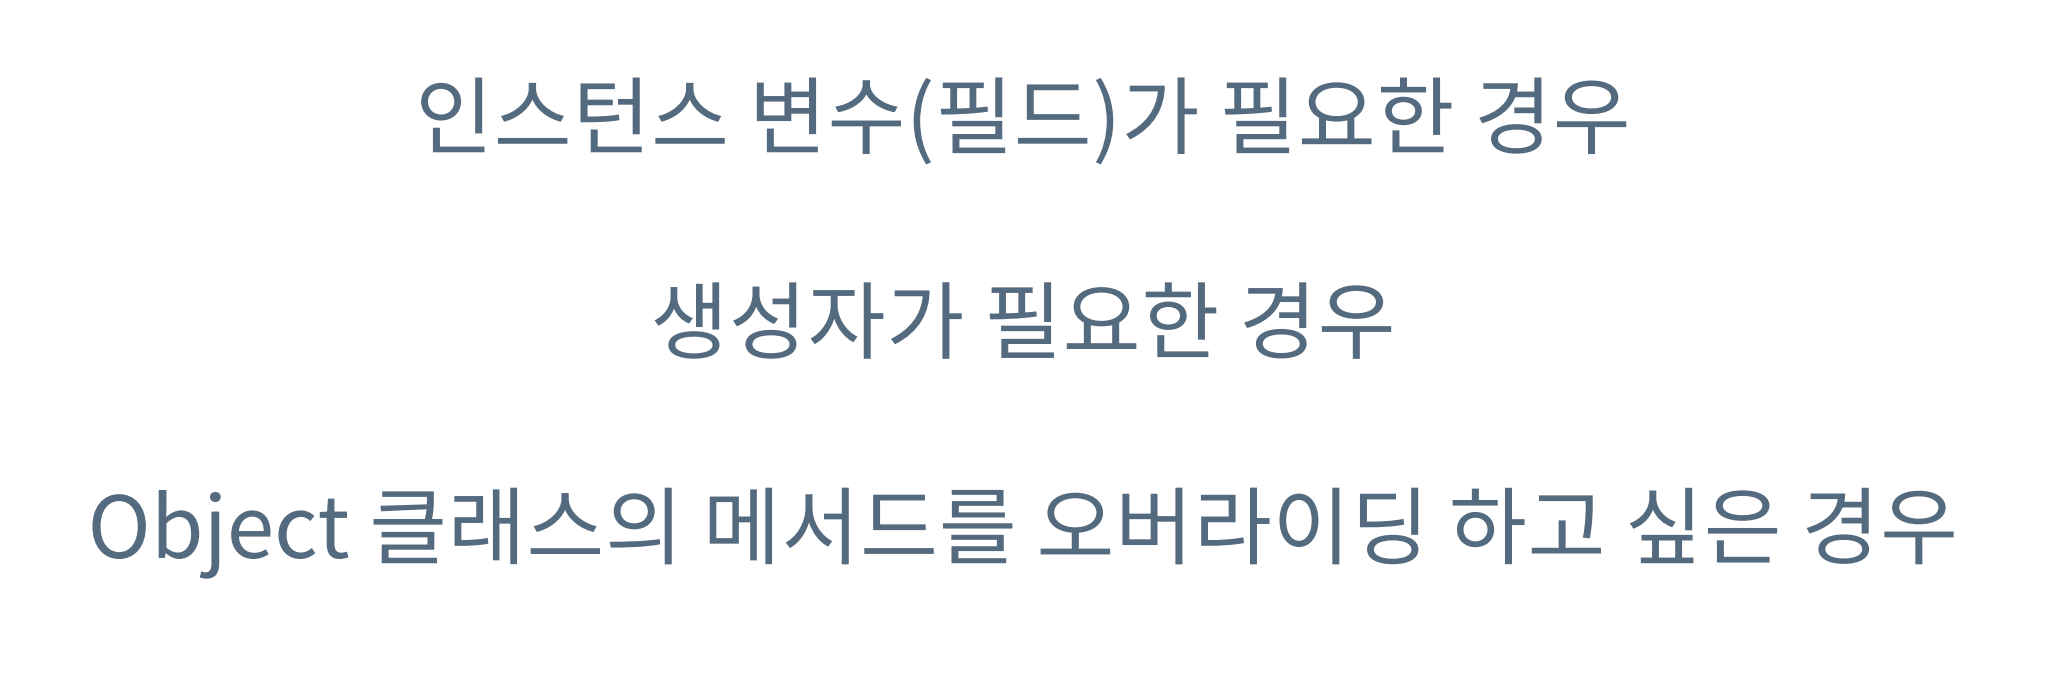 인스턴스 변수(필드)가 필요한 경우
생성자가 필요한 경우
Object 클래스의 메서드를 오버라이딩 하고 싶은 경우